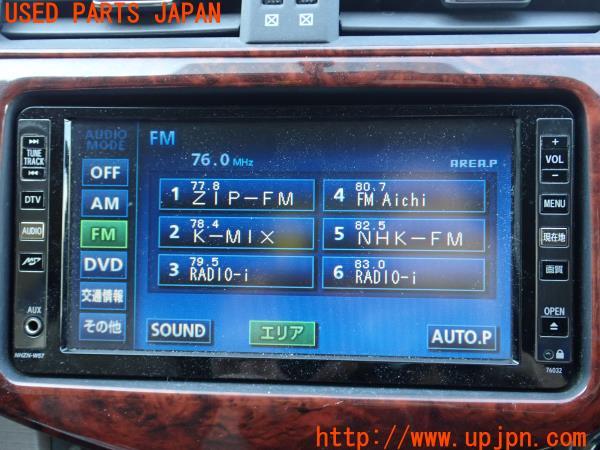 USED PARTS JAPAN
TUNE
TRACK
DTV
AUDIO
AUX
NHZN-W57
AUDIO
MODE
OFF
AM
FM
DVD
交通情報
その他
FM
76.0 MHz
AREA.P
1 77.8 ZIP-FM
2 78.4 K-MIX
3 79.5 RADIO-i
4 80.7 FM Aichi
5 82.5 NHK-FM
6 83.0 RADIO-i
SOUND
エリア
AUTO.P
+
VOL
−
MENU
現在地
画質
OPEN
76032
http://www.upjpn.com